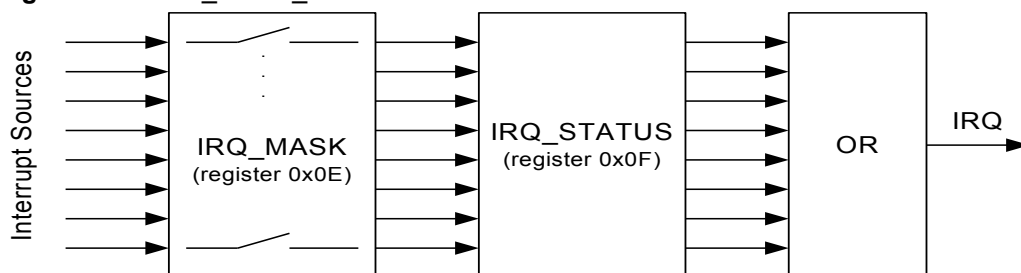 Interrupt Sources
IRQ_MASK
(register 0x0E)
IRQ_STATUS
(register 0x0F)
OR
IRQ